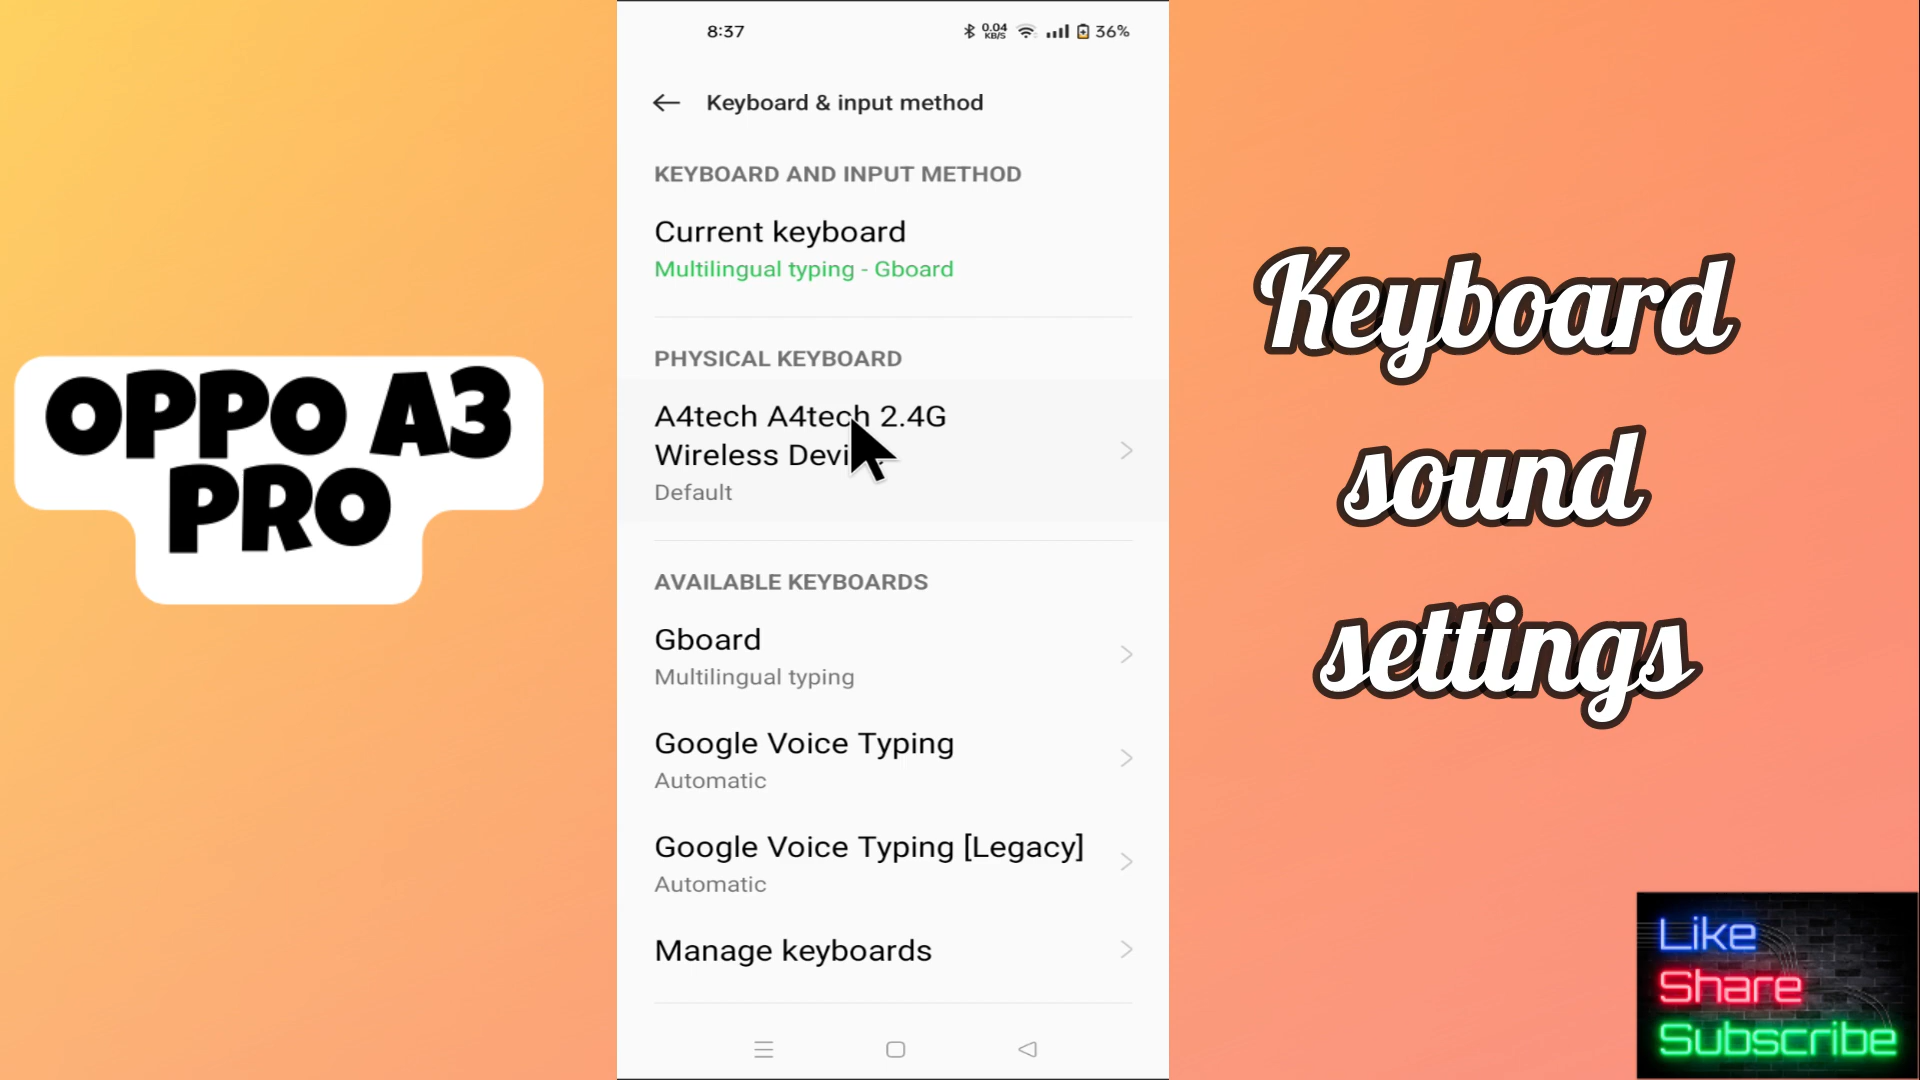 OPPO A3
PRO
8:37
0.04
KB/S
36%
Keyboard & input method
KEYBOARD AND INPUT METHOD
Current keyboard
Multilingual typing - Gboard
PHYSICAL KEYBOARD
A4tech A4tech 2.4G
Wireless Devi
Default
AVAILABLE KEYBOARDS
Gboard
Multilingual typing
Google Voice Typing
Automatic
Google Voice Typing [Legacy]
Automatic
Manage keyboards
Keyboard
sound
settings
Like
Share
Subscribe